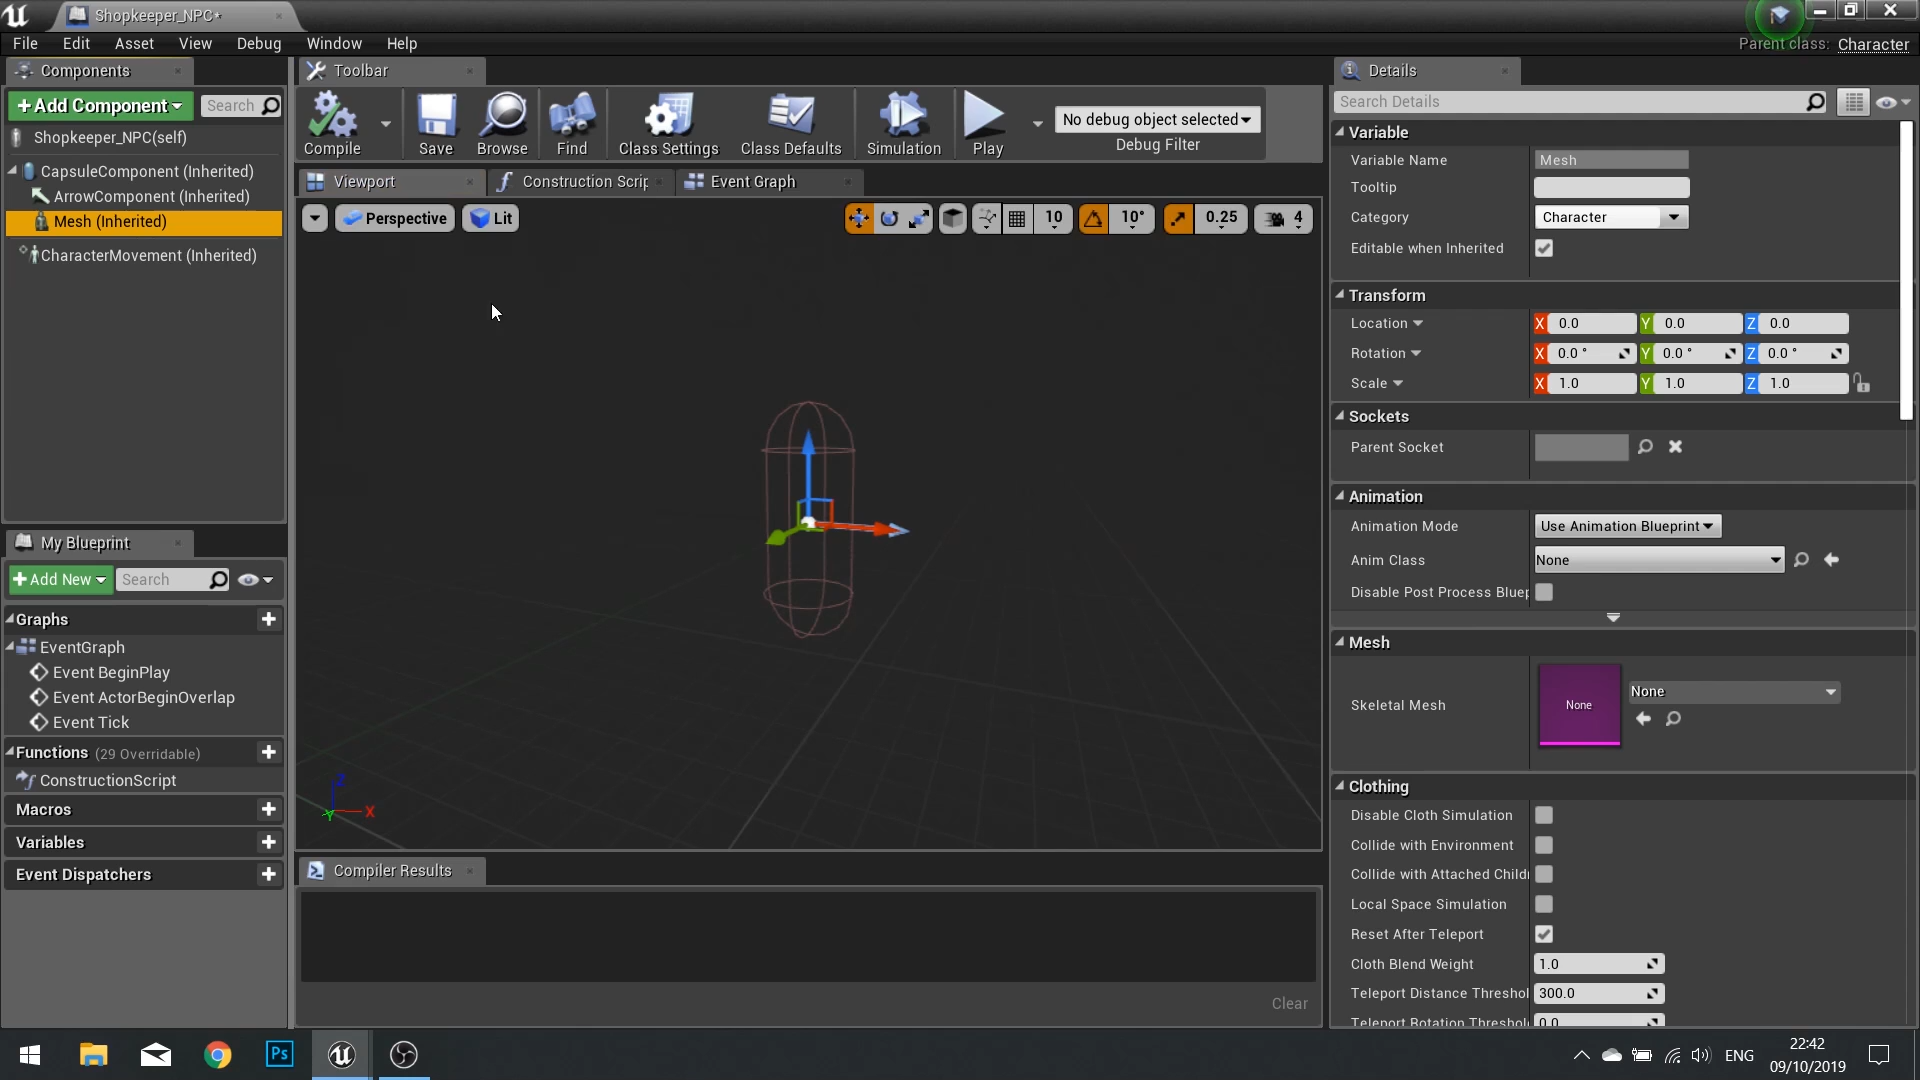 Shopkeeper_NPC*
File Edit Asset View Debug Window Help
Parent class: Character
Components
Add Component
Search
Shopkeeper_NPC(self)
CapsuleComponent (Inherited)
ArrowComponent (Inherited)
Mesh (Inherited)
CharacterMovement (Inherited)
My Blueprint
Add New
Search
Graphs
EventGraph
Event BeginPlay
Event ActorBeginOverlap
Event Tick
Functions (29 Overridable)
ConstructionScript
Macros
Variables
Event Dispatchers
Toolbar
Compile
Save
Browse
Find
Class Settings
Class Defaults
Simulation
Play
No debug object selected
Debug Filter
Viewport
Construction Scrip
Event Graph
Perspective
Lit
10
10°
0.25
4
Z
X
Y
Compiler Results
Clear
Details
Search Details
Variable
Variable Name Mesh
Tooltip
Category Character
Editable when Inherited
Transform
Location X 0.0 Y 0.0 Z 0.0
Rotation X 0.0 ° Y 0.0 ° Z 0.0 °
Scale X 1.0 Y 1.0 Z 1.0
Sockets
Parent Socket
Animation
Animation Mode Use Animation Blueprint
Anim Class None
Disable Post Process Bluep
Mesh
Skeletal Mesh None None
Clothing
Disable Cloth Simulation
Collide with Environment
Collide with Attached Childr
Local Space Simulation
Reset After Teleport
Cloth Blend Weight 1.0
Teleport Distance Threshol 300.0
Teleport Rotation Threshol 0.0
Ps
ENG
22:42
09/10/2019